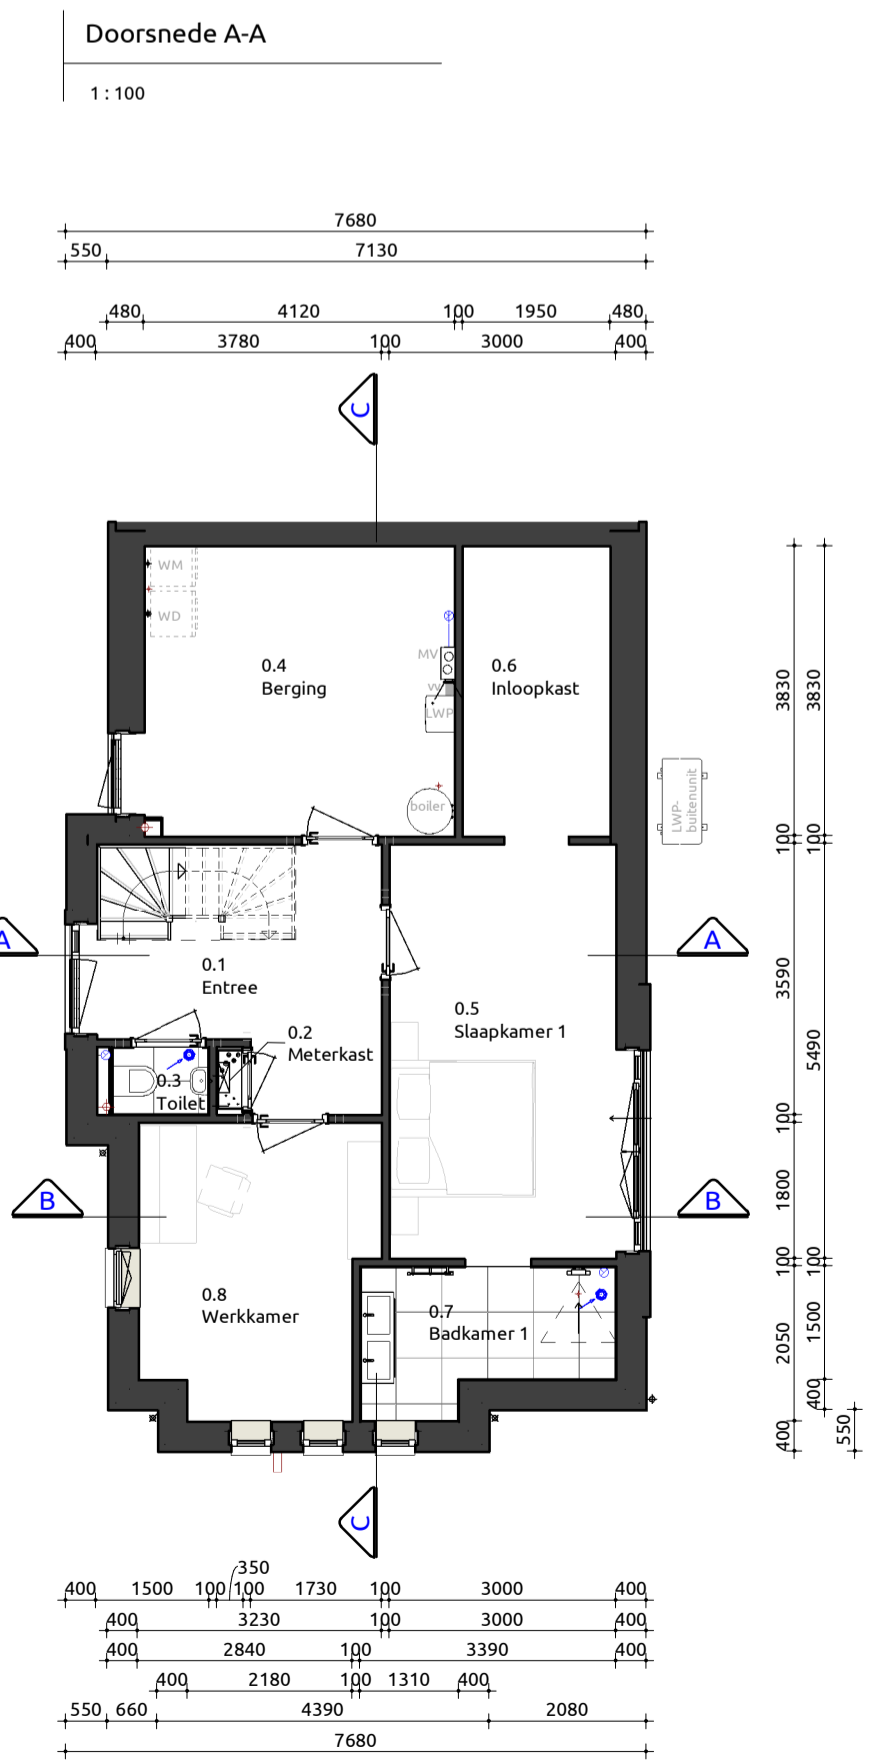 Doorsnede A-A
1 : 100
7680
550 7130
480 4120 100 1950 480
400 3780 100 3000 400
C
WM
WD
0.4
Berging
MV
VV
LWP
boiler
0.6
Inloopkast
LWP-
buitenunit
3830 3830
100 100
A
A
0.1
Entree
0.2
Meterkast
0.3
Toilet
0.5
Slaapkamer 1
3590
5490
100
1800
B
B
0.8
Werkkamer
0.7
Badkamer 1
100 100
2050 1500
400 400
550
C
350
400 1500 100 100 1730 100 3000 400
400 3230 100 3000 400
400 2840 100 3390 400
400 2180 100 1310 400
550 660 4390 2080
7680